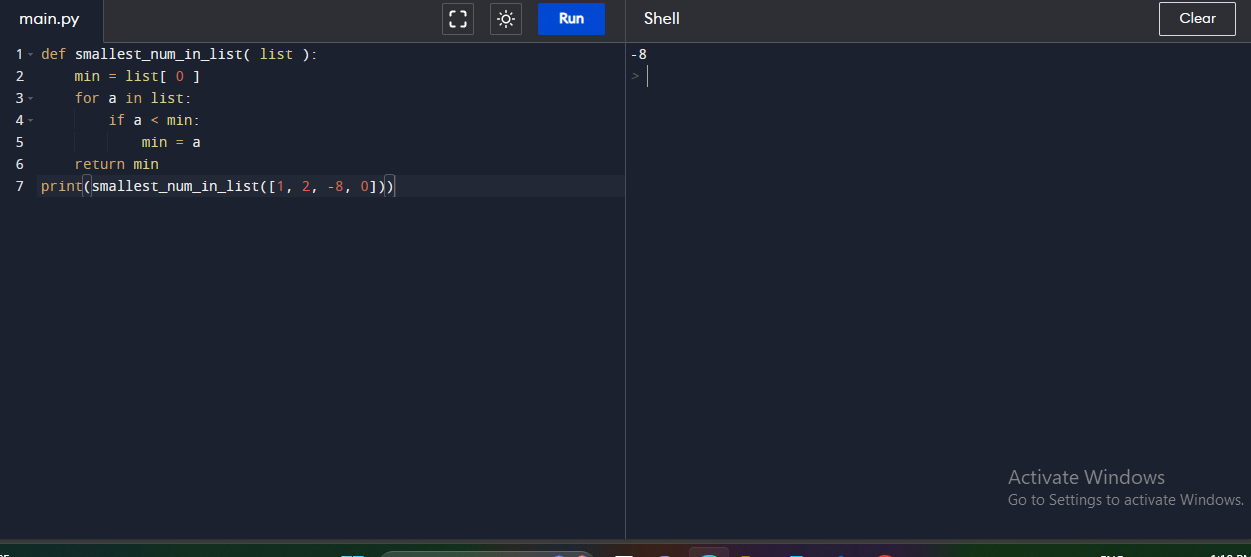 main.py
Run
Shell
Clear
1 def smallest_num_in_list( list ):
2     min = list[ 0 ]
3     for a in list:
4         if a < min:
5             min = a
6     return min
7 print(smallest_num_in_list([1, 2, -8, 0]))
-8
>
Activate Windows
Go to Settings to activate Windows.